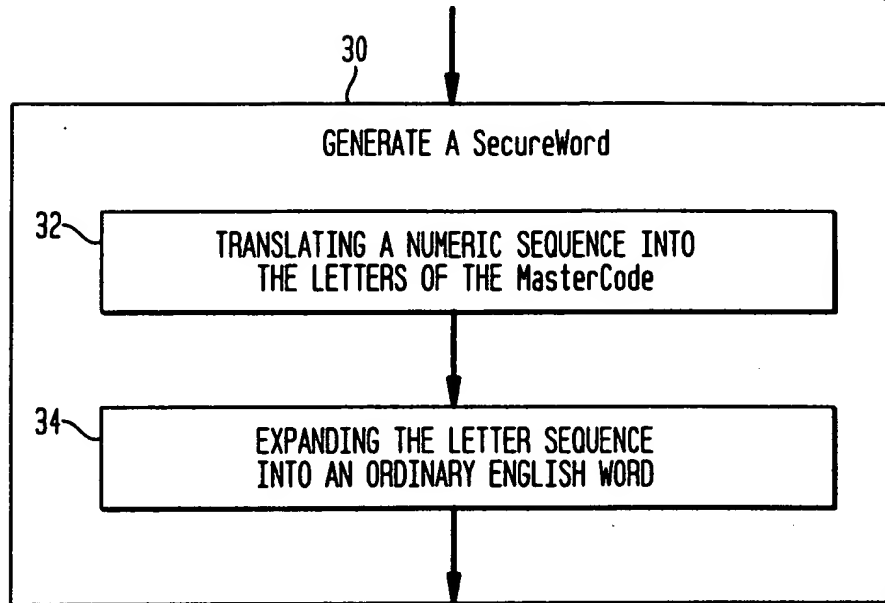 30
GENERATE A SecureWord
32
TRANSLATING A NUMERIC SEQUENCE INTO
THE LETTERS OF THE MasterCode
34
EXPANDING THE LETTER SEQUENCE
INTO AN ORDINARY ENGLISH WORD